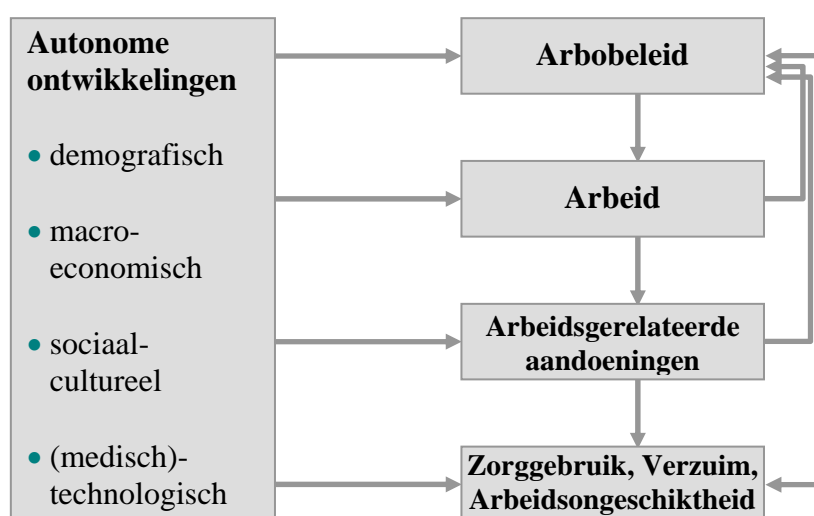 Autonome
ontwikkelingen
• demografisch
• macro-
economisch
• sociaal-
cultureel
• (medisch)-
technologisch
Arbobeleid
Arbeid
Arbeidsgerelateerde
aandoeningen
Zorggebruik, Verzuim,
Arbeidsongeschiktheid